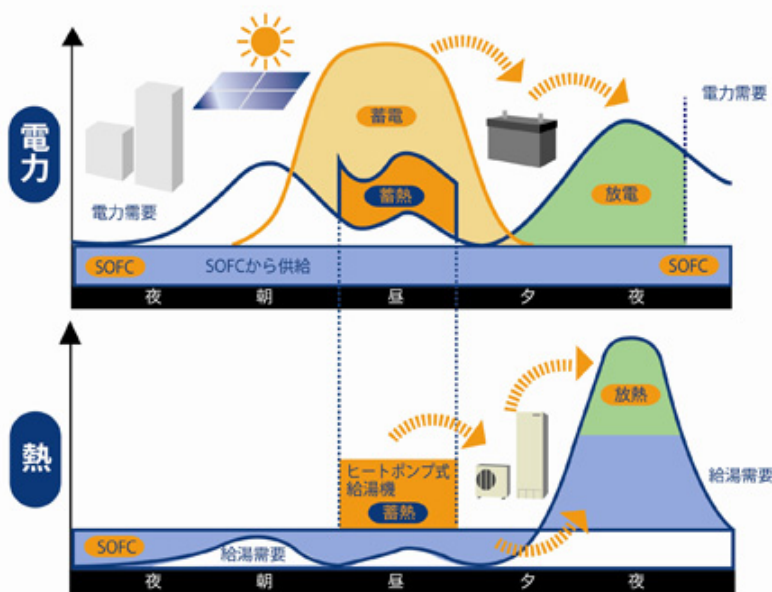 電力
電力需要
蓄電
蓄熱
電力需要
放電
SOFC
SOFCから供給
SOFC
夜 朝 昼 夕 夜
熱
放熱
ヒートポンプ式
給湯機
蓄熱
給湯需要
SOFC
給湯需要
夜 朝 昼 夕 夜